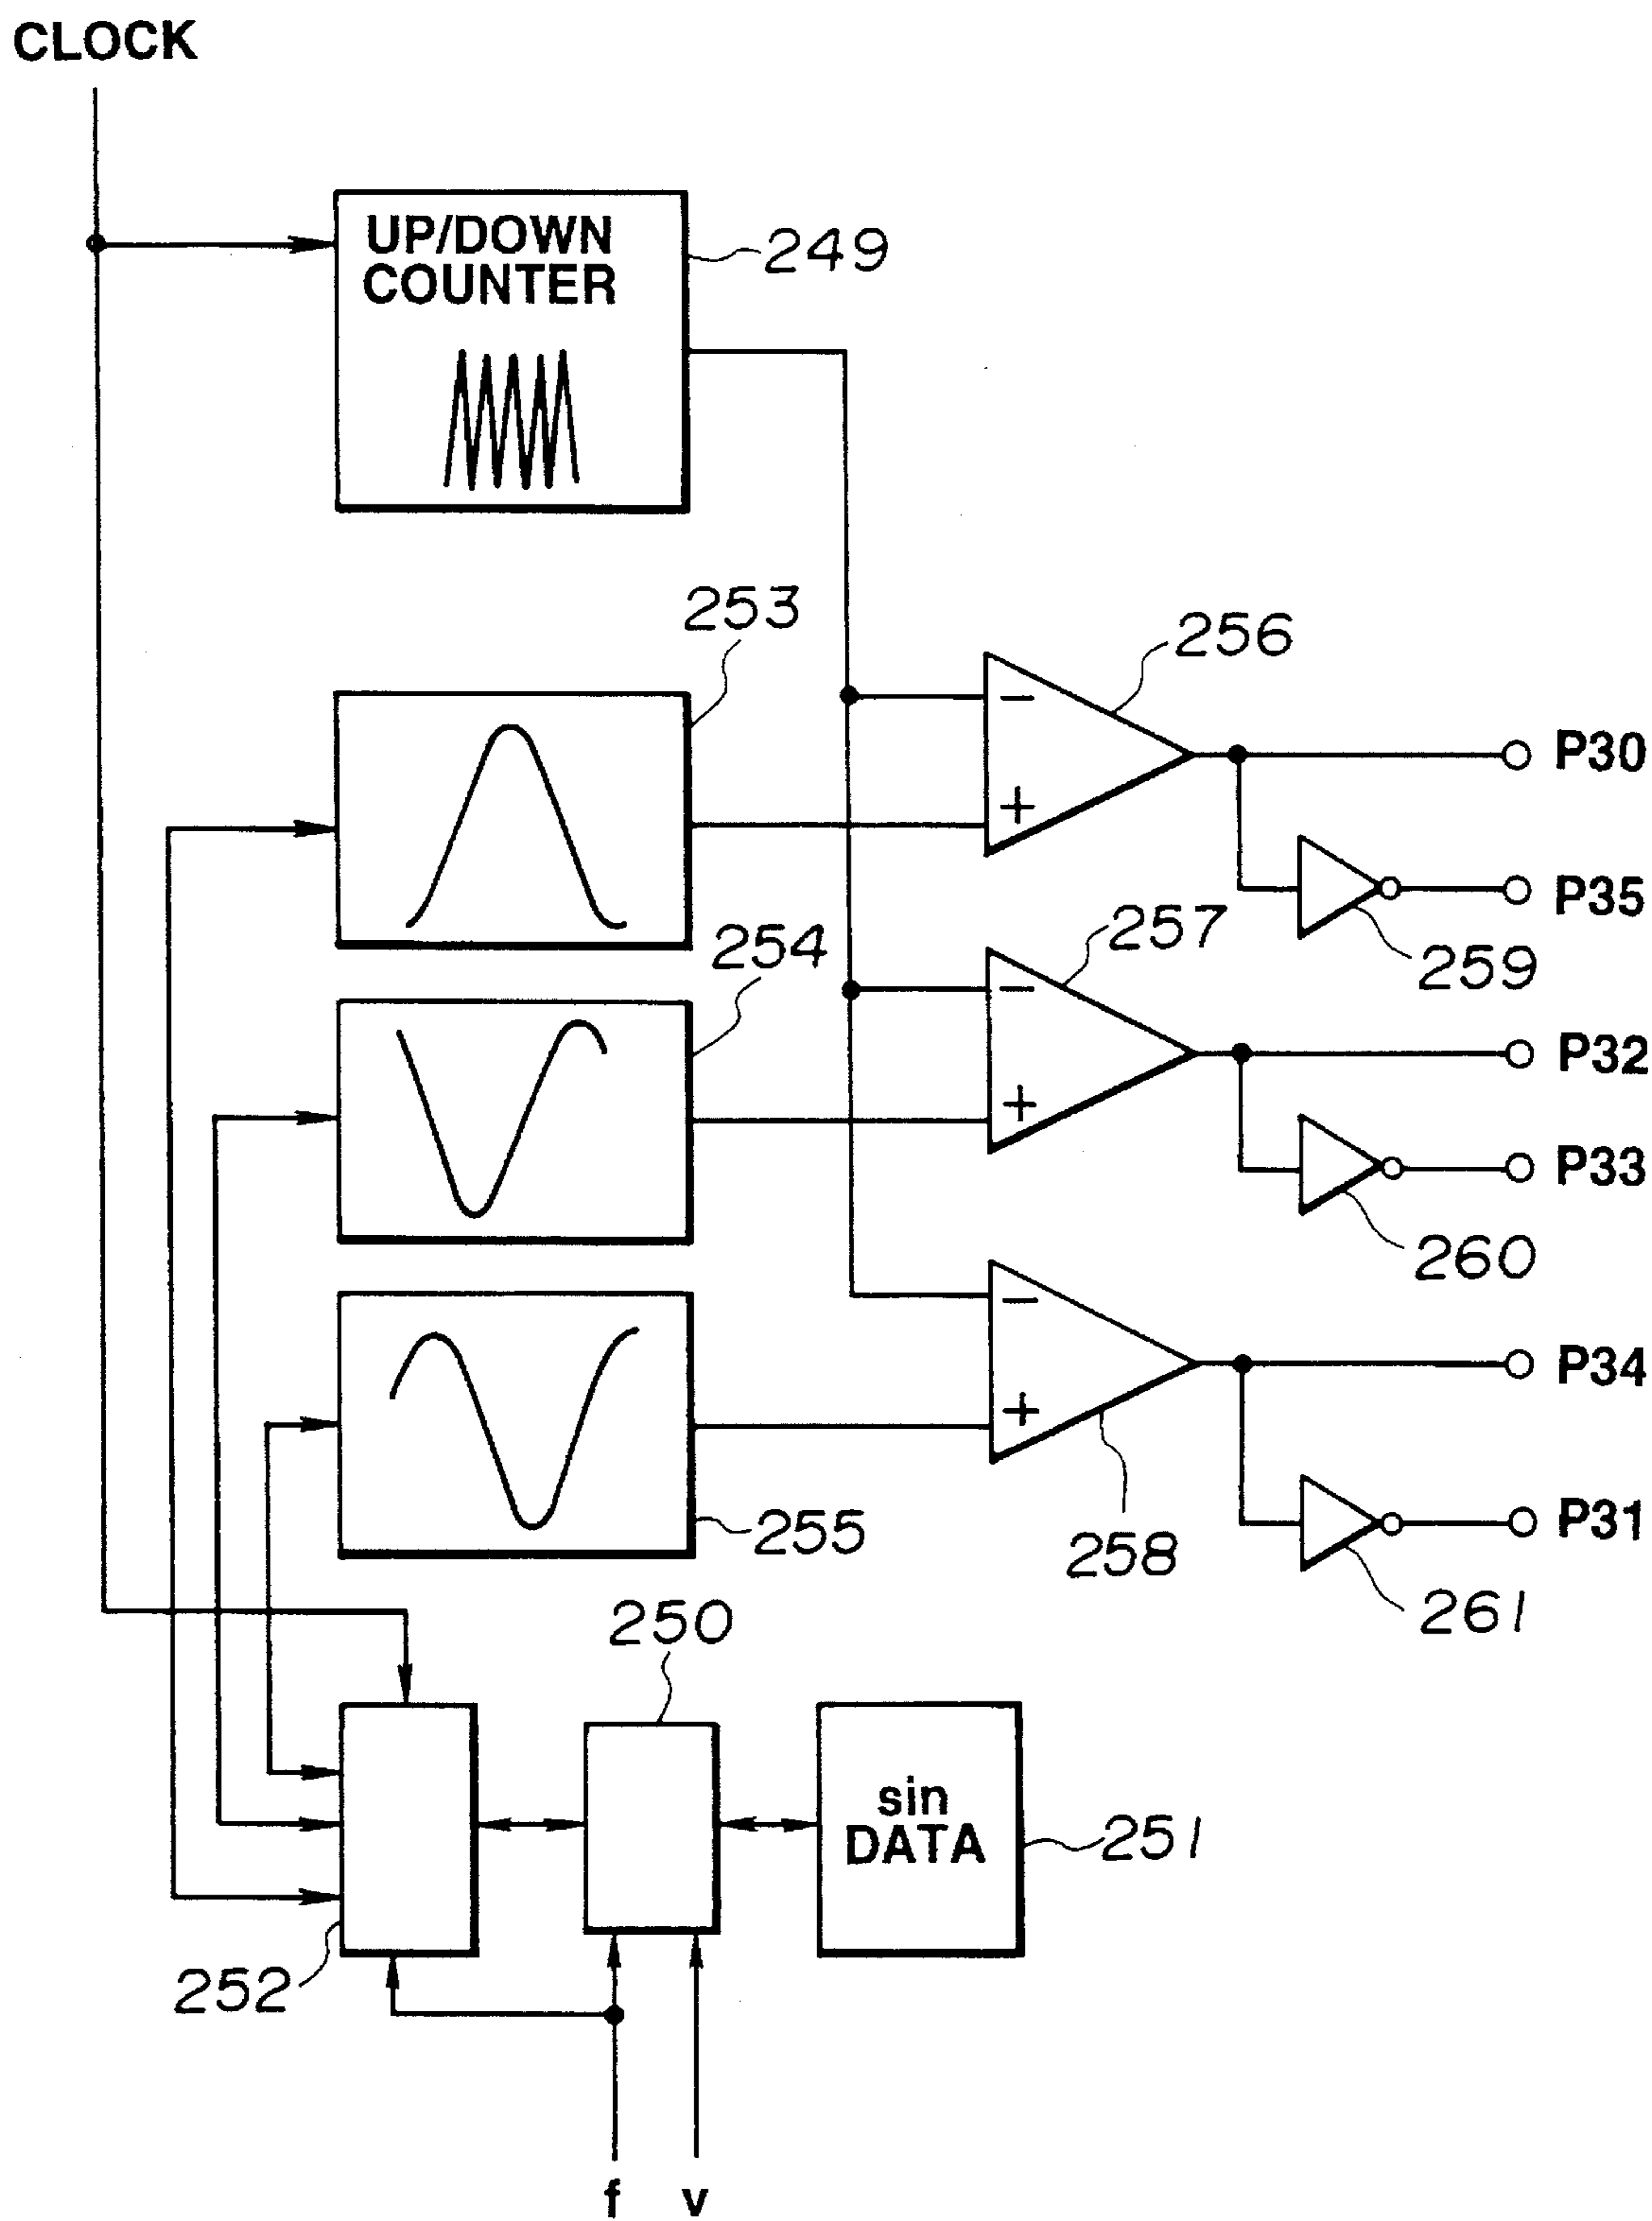 CLOCK
UP/DOWN
COUNTER
249
253
256
−
+
P30
P35
259
254
257
−
+
P32
P33
260
−
+
P34
255
258
P31
261
250
sin
DATA
251
252
f v